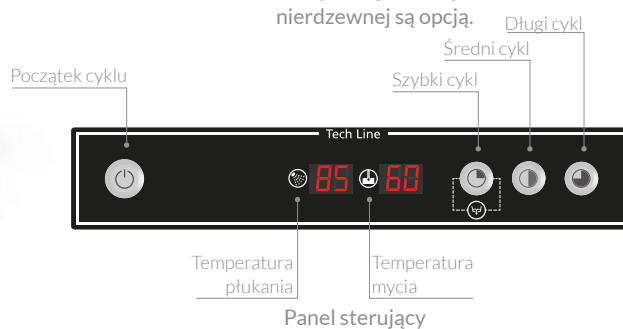 nierdzewnej są opcją.
Długi cykl
Średni cykl
Szybki cykl
Początek cyklu
Tech Line
85 60
Temperatura płukania
Temperatura mycia
Panel sterujący